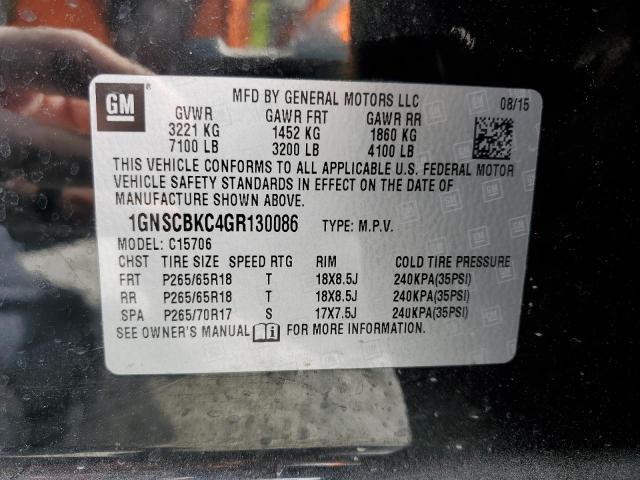 GM ®
MFD BY GENERAL MOTORS LLC 08/15
GVWR GAWR FRT GAWR RR
3221 KG 1452 KG 1860 KG
7100 LB 3200 LB 4100 LB
THIS VEHICLE CONFORMS TO ALL APPLICABLE U.S. FEDERAL MOTOR
VEHICLE SAFETY STANDARDS IN EFFECT ON THE DATE OF
MANUFACTURE SHOWN ABOVE.
1GNSCBKC4GR130086 TYPE: M.P.V.
MODEL: C15706
CHST TIRE SIZE SPEED RTG RIM COLD TIRE PRESSURE
FRT P265/65R18 T 18X8.5J 240KPA(35PSI)
RR P265/65R18 T 18X8.5J 240KPA(35PSI)
SPA P265/70R17 S 17X7.5J 240KPA(35PSI)
SEE OWNER'S MANUAL FOR MORE INFORMATION.